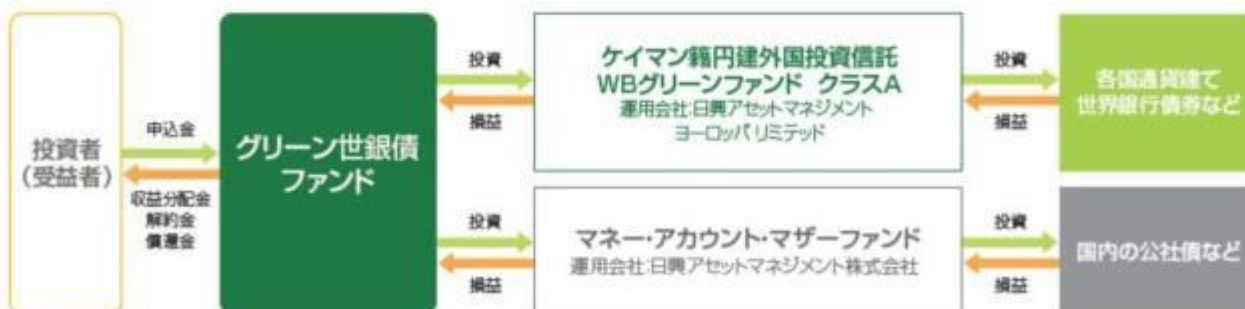 投資者
(受益者)
申込金
収益分配金
解約金
償還金
グリーン世銀債
ファンド
投資
損益
ケイマン籍円建外国投資信託
WBグリーンファンド クラスA
運用会社:日興アセットマネジメント
ヨーロッパ リミテッド
投資
損益
各国通貨建て
世界銀行債券など
投資
損益
マネー・アカウント・マザーファンド
運用会社:日興アセットマネジメント株式会社
投資
損益
国内の公社債など